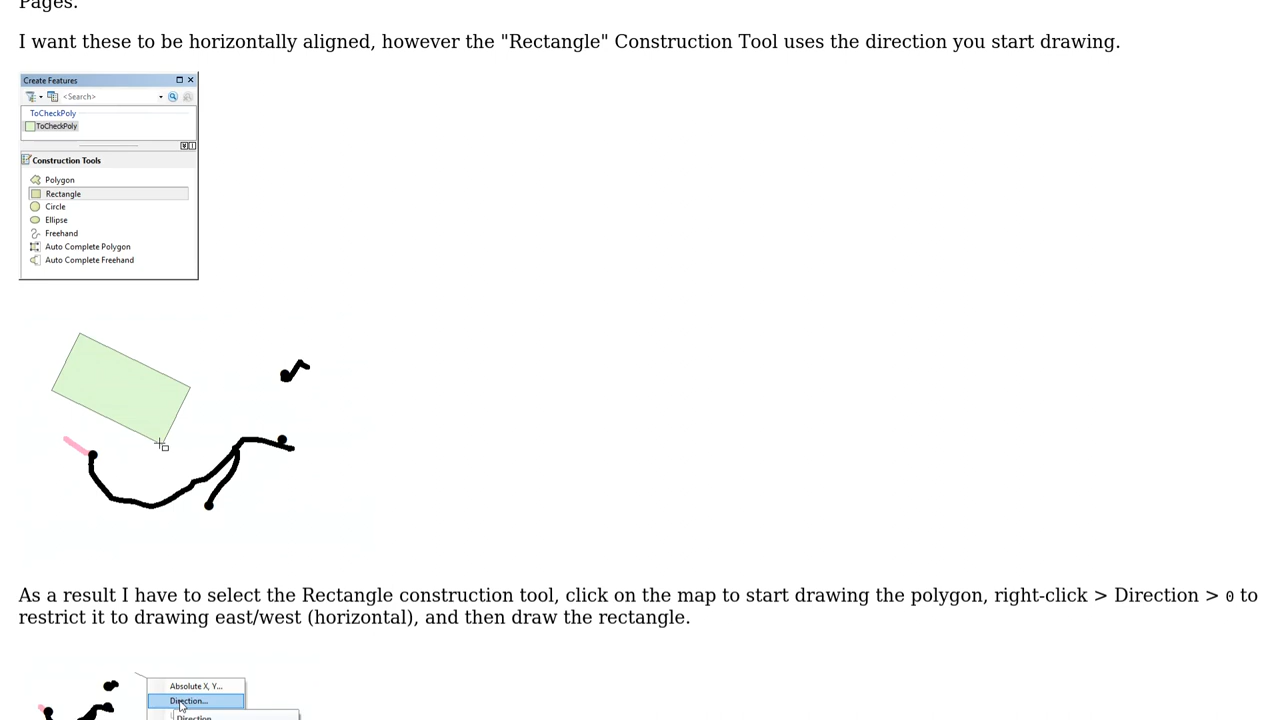 Pages.
I want these to be horizontally aligned, however the "Rectangle" Construction Tool uses the direction you start drawing.
Create Features
<Search>
ToCheckPoly
ToCheckPoly
Construction Tools
Polygon
Rectangle
Circle
Ellipse
Freehand
Auto Complete Polygon
Auto Complete Freehand
As a result I have to select the Rectangle construction tool, click on the map to start drawing the polygon, right-click > Direction > 0 to
restrict it to drawing east/west (horizontal), and then draw the rectangle.
Absolute X, Y...
Direction...
Direction